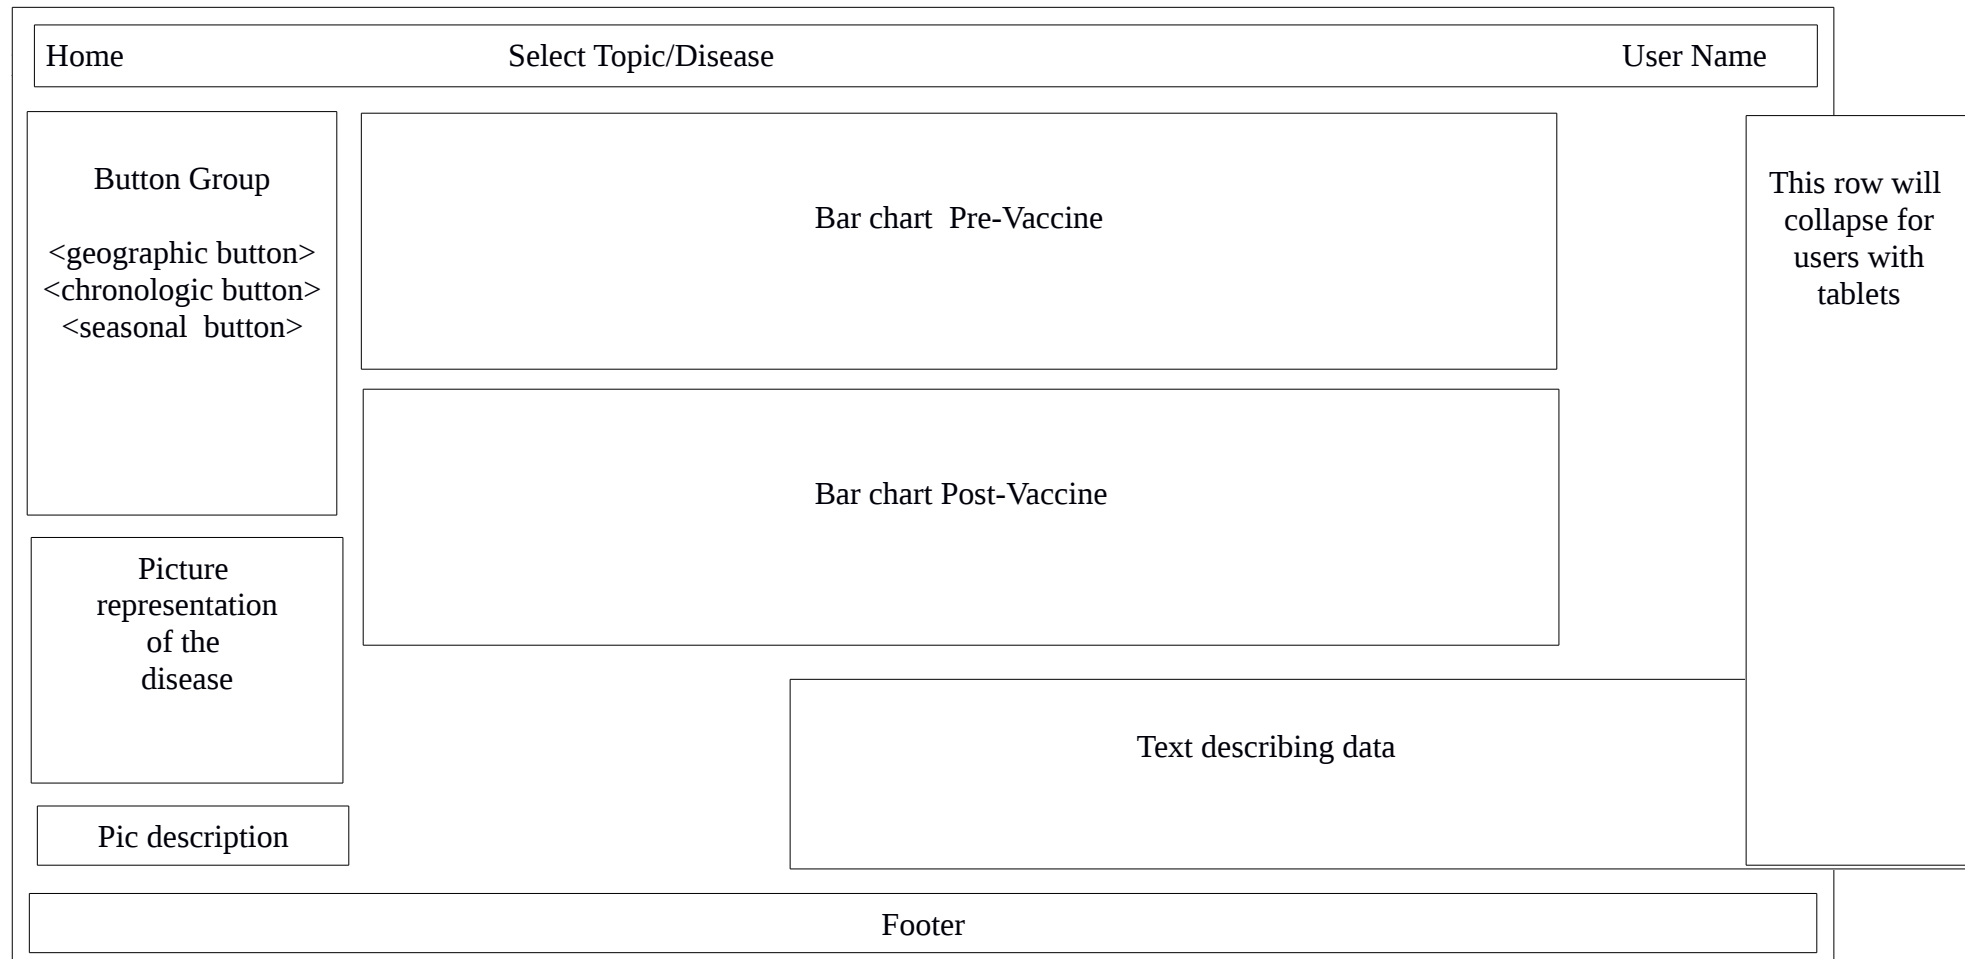 Home Select Topic/Disease User Name
Button Group
<geographic button>
<chronologic button>
<seasonal  button>
Bar chart  Pre-Vaccine
This row will
collapse for
users with
tablets
Bar chart Post-Vaccine
Picture
representation
of the
disease
Text describing data
Pic description
Footer